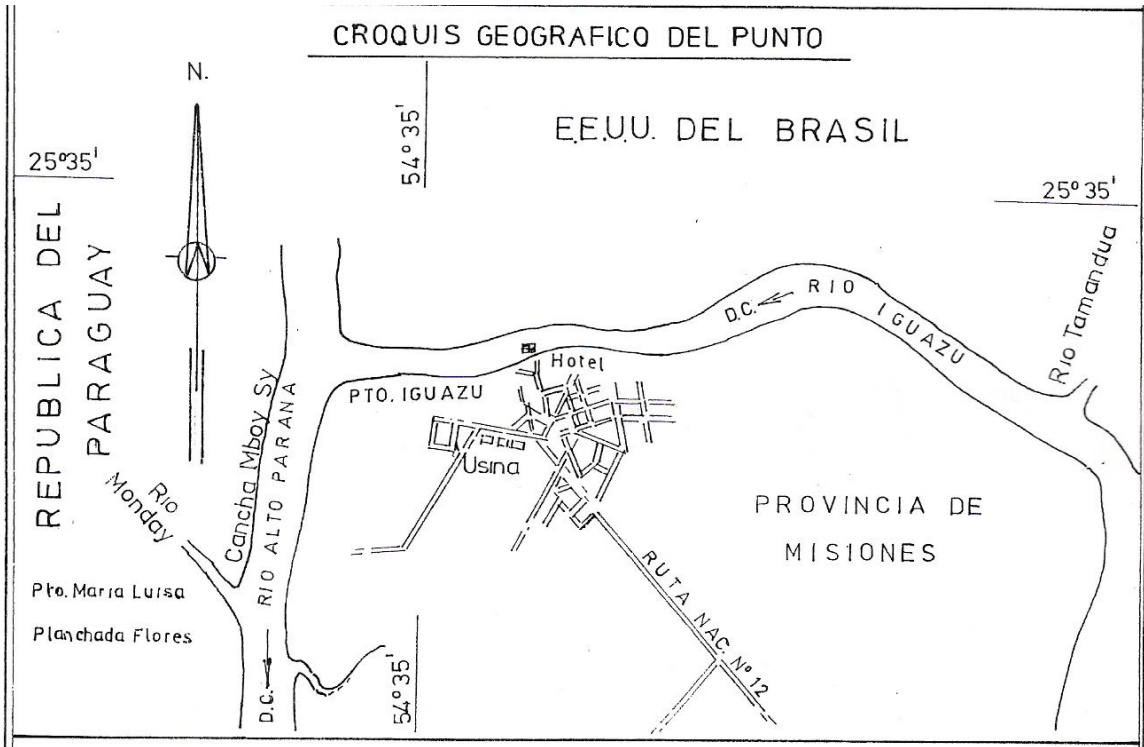 CROQUIS GEOGRAFICO DEL PUNTO
N.
54°35'
E.E.U.U. DEL BRASIL
25°35'
25°35'
REPUBLICA DEL
PARAGUAY
Rio Tamandua
D.C.
RIO IGUAZU
Hotel
PTO. IGUAZU
Cancha Mboy Sy
RIO ALTO PARANA
Usina
Rio
Monday
PROVINCIA DE
MISIONES
RUTA NAC. Nº 12
Pto. Maria Luisa
Planchada Flores
54°35'
D.C.